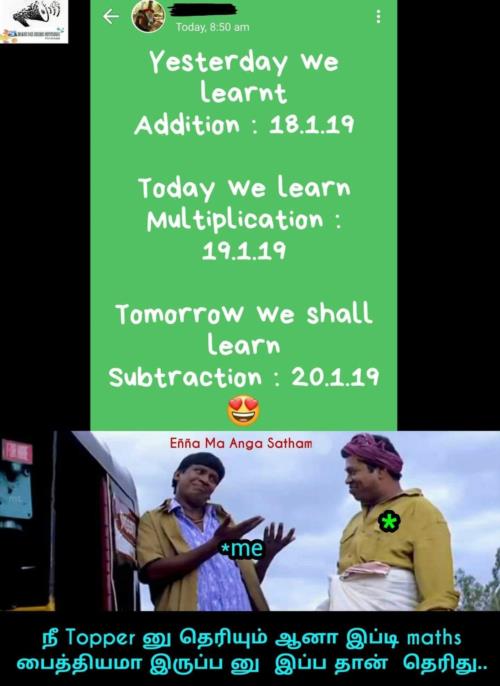 Today, 8:50 am
Yesterday we
learnt
Addition : 18.1.19
Today we learn
Multiplication :
19.1.19
Tomorrow we shall
learn
Subtraction : 20.1.19
Eñña Ma Anga Satham
*me
*
நீ Topper னு தெரியும் ஆனா இப்டி maths
பைத்தியமா இருப்ப னு இப்ப தான் தெரிது..